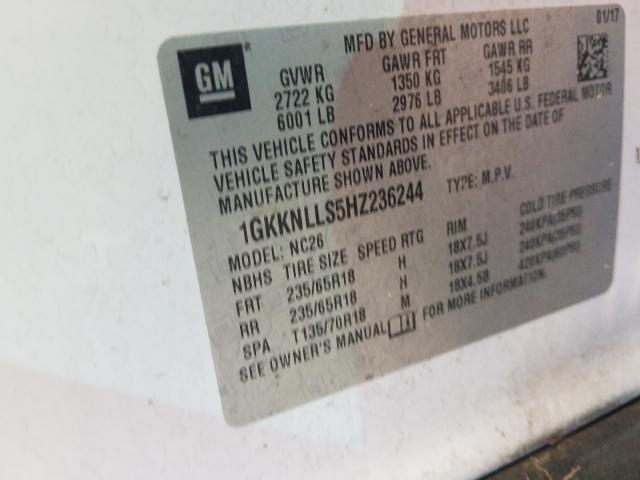 MFD BY GENERAL MOTORS LLC
01/17
GM
GVWR GAWR FRT GAWR RR
2722 KG 1350 KG 1545 KG
6001 LB 2976 LB 3406 LB
THIS VEHICLE CONFORMS TO ALL APPLICABLE U.S. FEDERAL MOTOR
VEHICLE SAFETY STANDARDS IN EFFECT ON THE DATE OF
MANUFACTURE SHOWN ABOVE.
1GKKNLLS5HZ236244 TYPE: M.P.V.
MODEL: NC26
NBHS TIRE SIZE SPEED RTG RIM COLD TIRE PRESSURE
FRT 235/65R18 H 18X7.5J 240KPA(35PSI)
RR 235/65R18 H 18X7.5J 240KPA(35PSI)
SPA T135/70R18 M 18X4.5B 420KPA(60PSI)
SEE OWNER'S MANUAL FOR MORE INFORMATION.